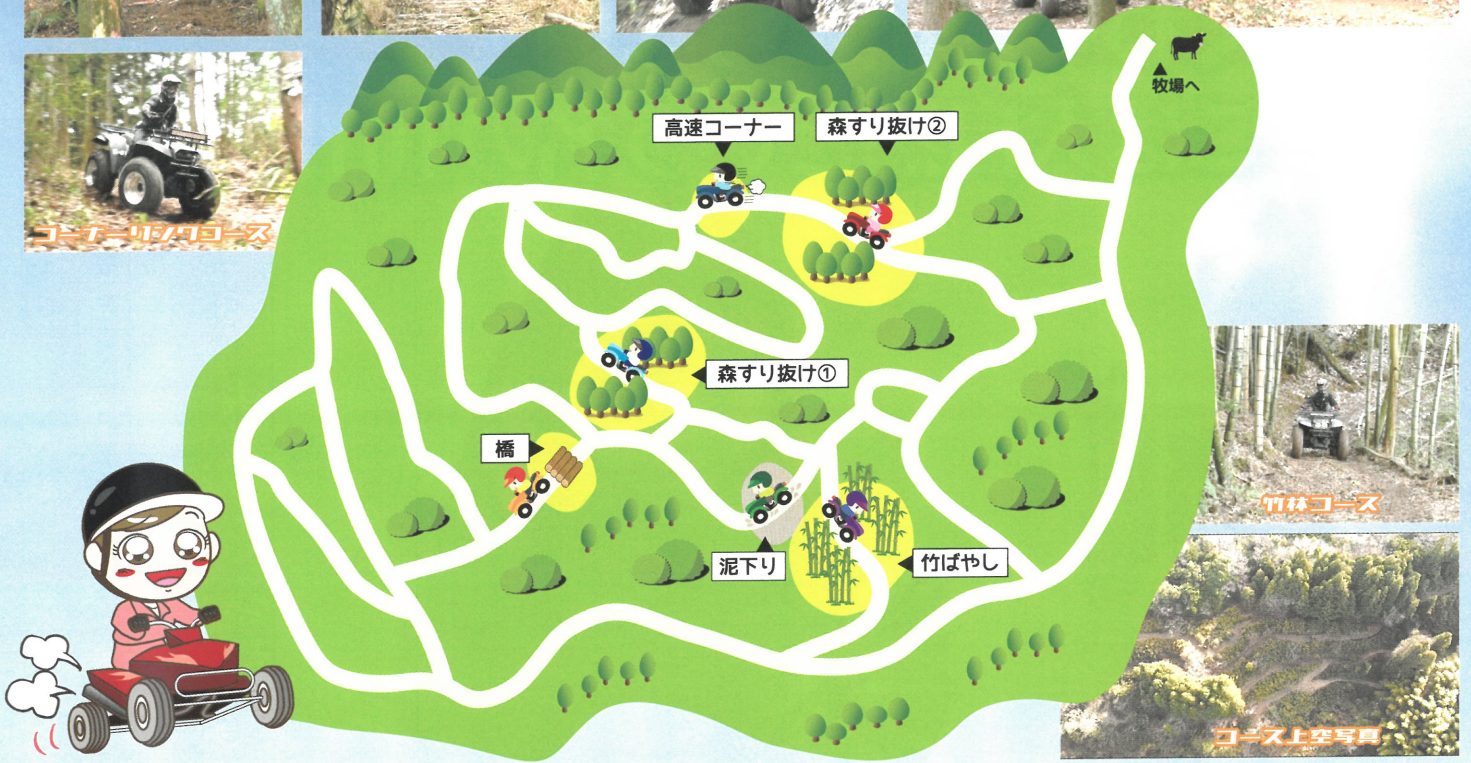 牧場へ
高速コーナー
森すり抜け②
コーナーリングコース
森すり抜け①
橋
竹林コース
泥下り
竹ばやし
コース上空写真